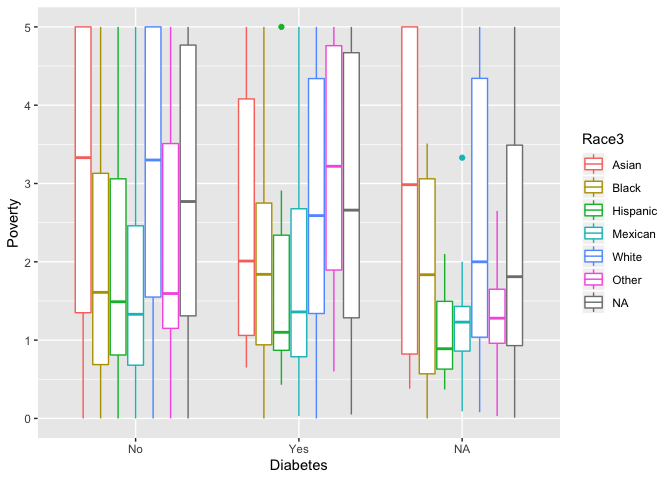 5
4
3
2
1
0
Poverty
No Yes NA
Diabetes
Race3
Asian
Black
Hispanic
Mexican
White
Other
NA